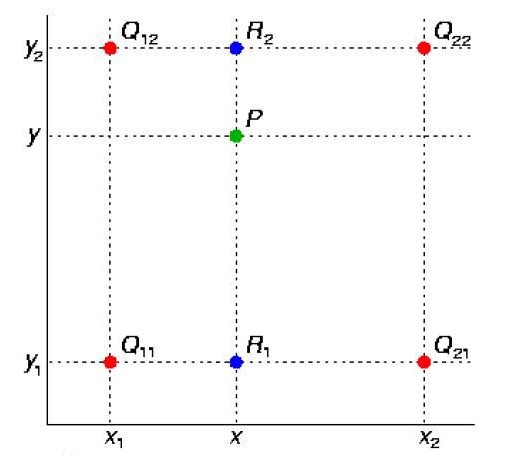 y₂ Q₁₂ R₂ Q₂₂
y P
y₁ Q₁₁ R₁ Q₂₁
x₁ x x₂